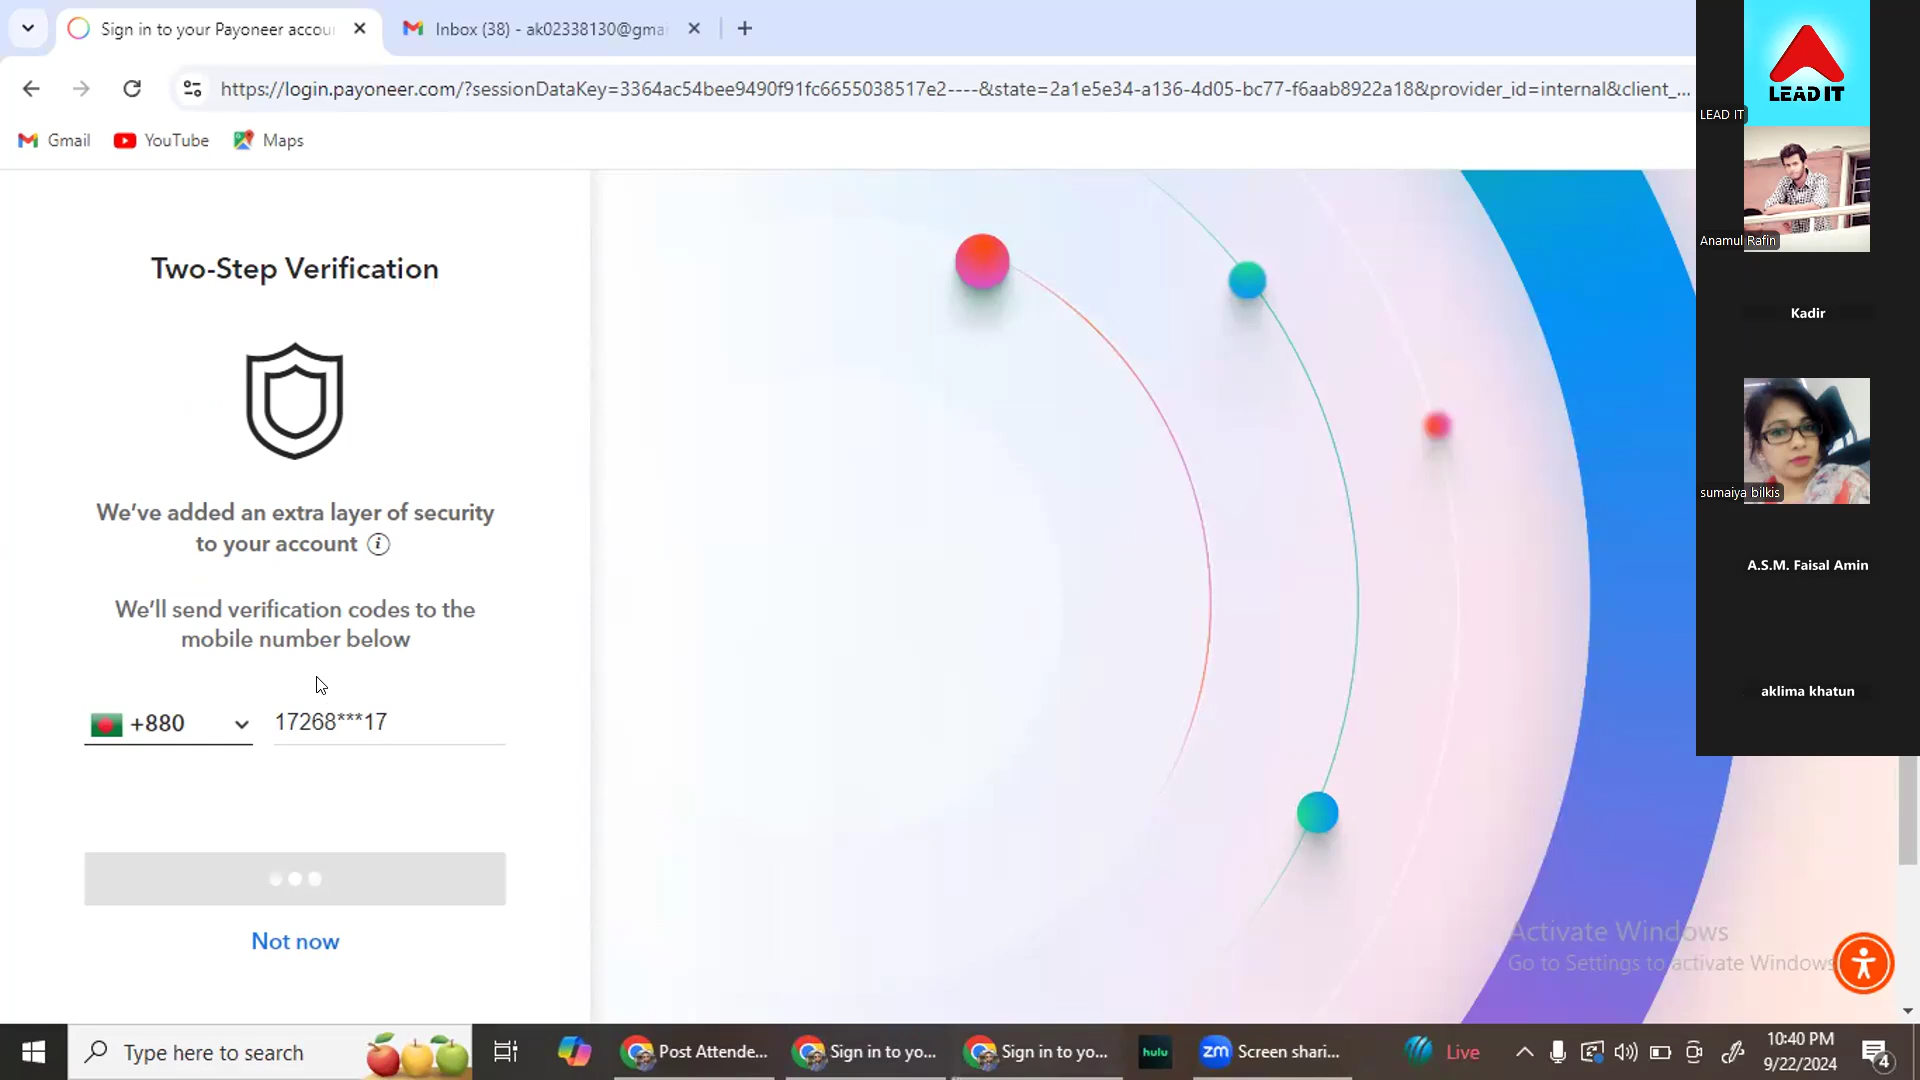 Sign in to your Payoneer accou
Inbox (38) - ak02338130@gmai
https://login.payoneer.com/?sessionDataKey=3364ac54bee9490f91fc6655038517e2----&state=2a1e5e34-a136-4d05-bc77-f6aab8922a18&provider_id=internal&client_...
Gmail
YouTube
Maps
Two-Step Verification
We’ve added an extra layer of security
to your account
We’ll send verification codes to the
mobile number below
+880
17268***17
Not now
LEAD IT
LEAD IT
Anamul Rafin
Kadir
sumaiya bilkis
A.S.M. Faisal Amin
aklima khatun
Activate Windows
Go to Settings to activate Windows
Type here to search
Post Attende...
Sign in to yo...
Sign in to yo...
hulu
zm
Screen shari...
Live
10:40 PM
9/22/2024
4